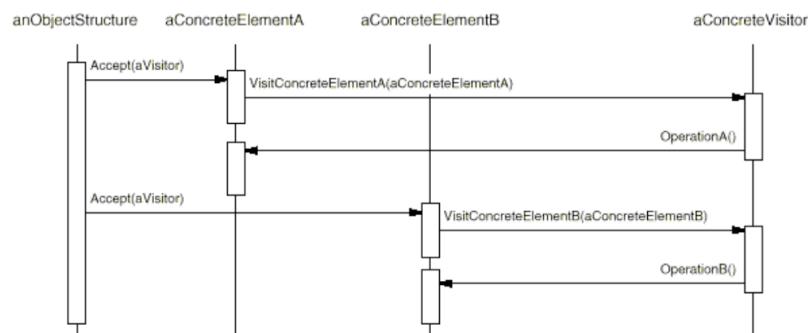 anObjectStructure
aConcreteElementA
aConcreteElementB
aConcreteVisitor
Accept(aVisitor)
VisitConcreteElementA(aConcreteElementA)
OperationA()
Accept(aVisitor)
VisitConcreteElementB(aConcreteElementB)
OperationB()